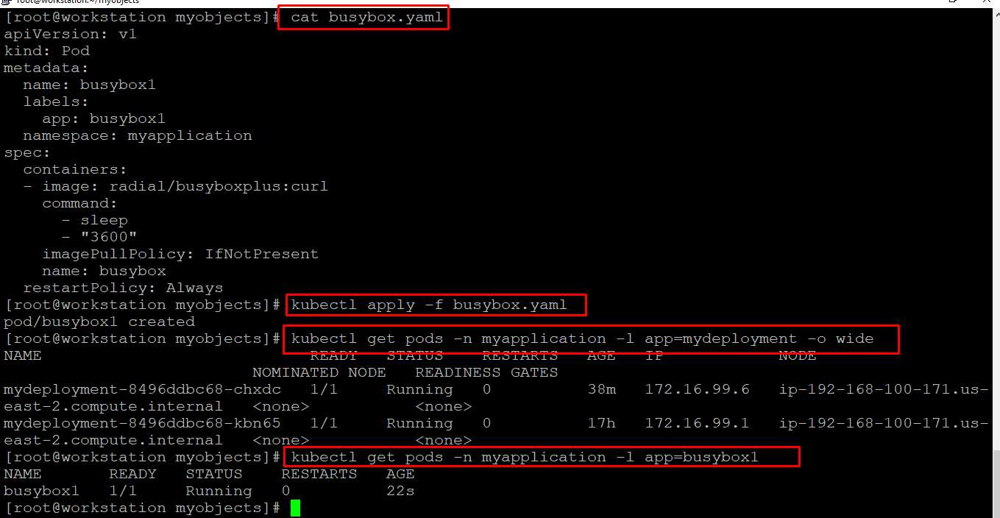 root@workstation:~/myobjects
[root@workstation myobjects]# cat busybox.yaml
apiVersion: v1
kind: Pod
metadata:
  name: busybox1
  labels:
    app: busybox1
  namespace: myapplication
spec:
  containers:
  - image: radial/busyboxplus:curl
    command:
      - sleep
      - "3600"
    imagePullPolicy: IfNotPresent
    name: busybox
  restartPolicy: Always
[root@workstation myobjects]# kubectl apply -f busybox.yaml
pod/busybox1 created
[root@workstation myobjects]# kubectl get pods -n myapplication -l app=mydeployment -o wide
NAME                            READY   STATUS    RESTARTS   AGE   IP            NODE
                          NOMINATED NODE   READINESS GATES
mydeployment-8496ddbc68-chxdc   1/1     Running   0          38m   172.16.99.6   ip-192-168-100-171.us-
east-2.compute.internal   <none>           <none>
mydeployment-8496ddbc68-kbn65   1/1     Running   0          17h   172.16.99.1   ip-192-168-100-171.us-
east-2.compute.internal   <none>           <none>
[root@workstation myobjects]# kubectl get pods -n myapplication -l app=busybox1
NAME       READY   STATUS    RESTARTS   AGE
busybox1   1/1     Running   0          22s
[root@workstation myobjects]#